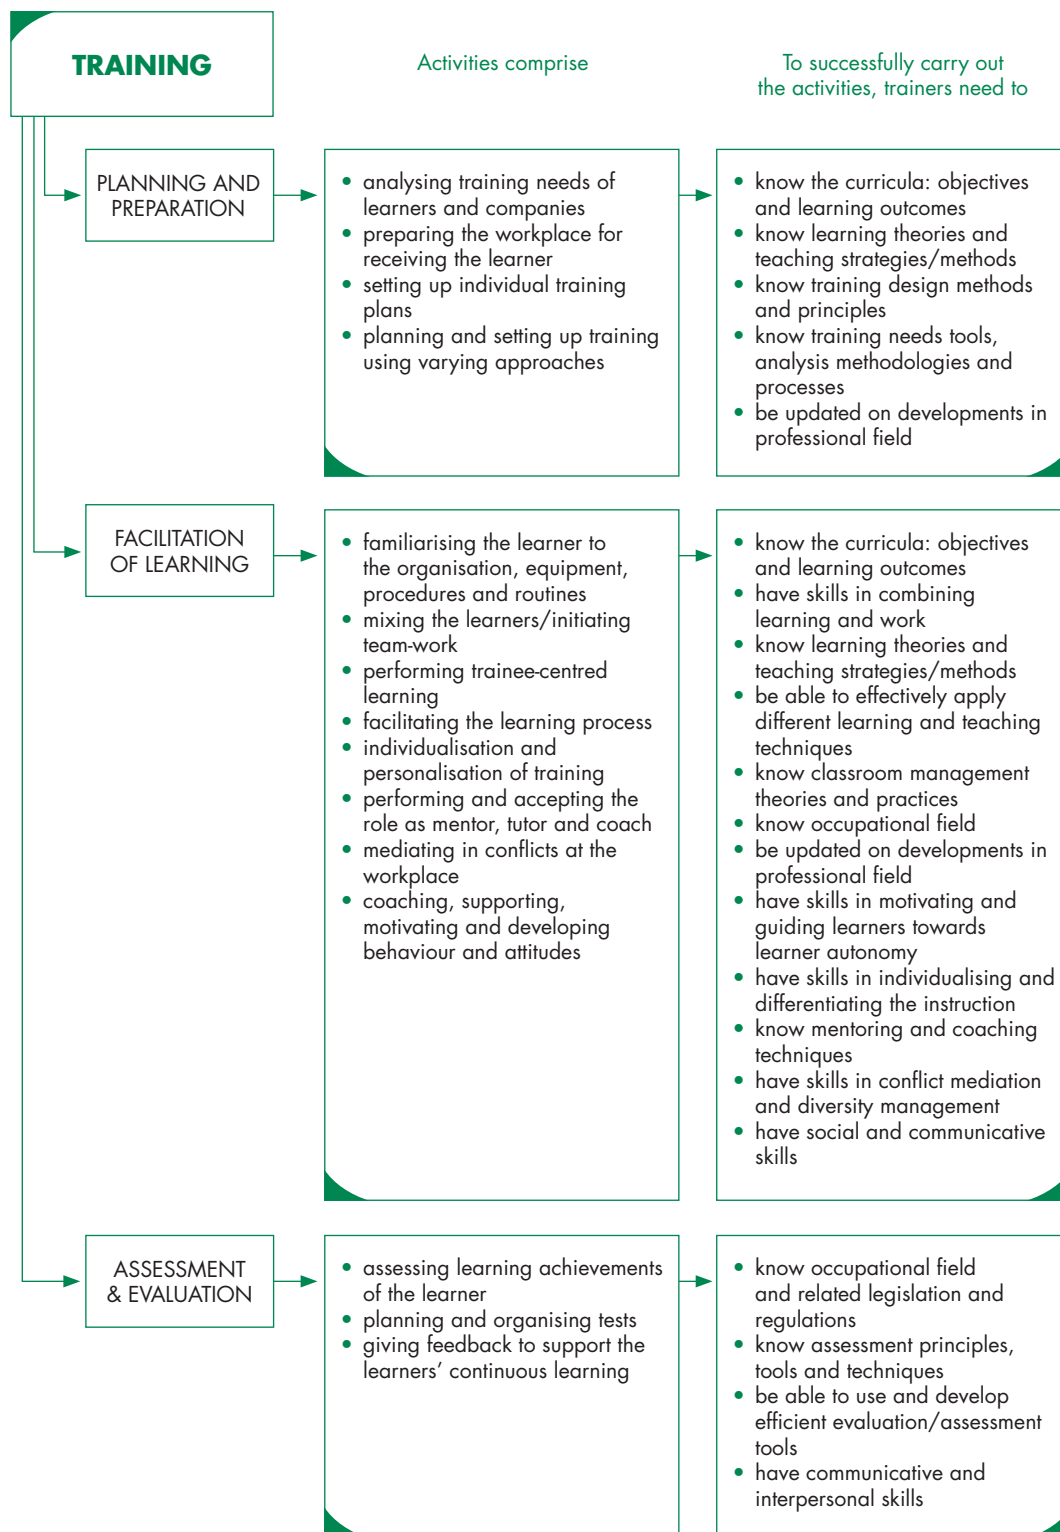 TRAINING
Activities comprise
To successfully carry out
the activities, trainers need to
PLANNING AND
PREPARATION
• analysing training needs of
learners and companies
• preparing the workplace for
receiving the learner
• setting up individual training
plans
• planning and setting up training
using varying approaches
• know the curricula: objectives
and learning outcomes
• know learning theories and
teaching strategies/methods
• know training design methods
and principles
• know training needs tools,
analysis methodologies and
processes
• be updated on developments in
professional field
FACILITATION
OF LEARNING
• familiarising the learner to
the organisation, equipment,
procedures and routines
• mixing the learners/initiating
team-work
• performing trainee-centred
learning
• facilitating the learning process
• individualisation and
personalisation of training
• performing and accepting the
role as mentor, tutor and coach
• mediating in conflicts at the
workplace
• coaching, supporting,
motivating and developing
behaviour and attitudes
• know the curricula: objectives
and learning outcomes
• have skills in combining
learning and work
• know learning theories and
teaching strategies/methods
• be able to effectively apply
different learning and teaching
techniques
• know classroom management
theories and practices
• know occupational field
• be updated on developments in
professional field
• have skills in motivating and
guiding learners towards
learner autonomy
• have skills in individualising and
differentiating the instruction
• know mentoring and coaching
techniques
• have skills in conflict mediation
and diversity management
• have social and communicative
skills
ASSESSMENT
& EVALUATION
• assessing learning achievements
of the learner
• planning and organising tests
• giving feedback to support the
learners’ continuous learning
• know occupational field
and related legislation and
regulations
• know assessment principles,
tools and techniques
• be able to use and develop
efficient evaluation/assessment
tools
• have communicative and
interpersonal skills